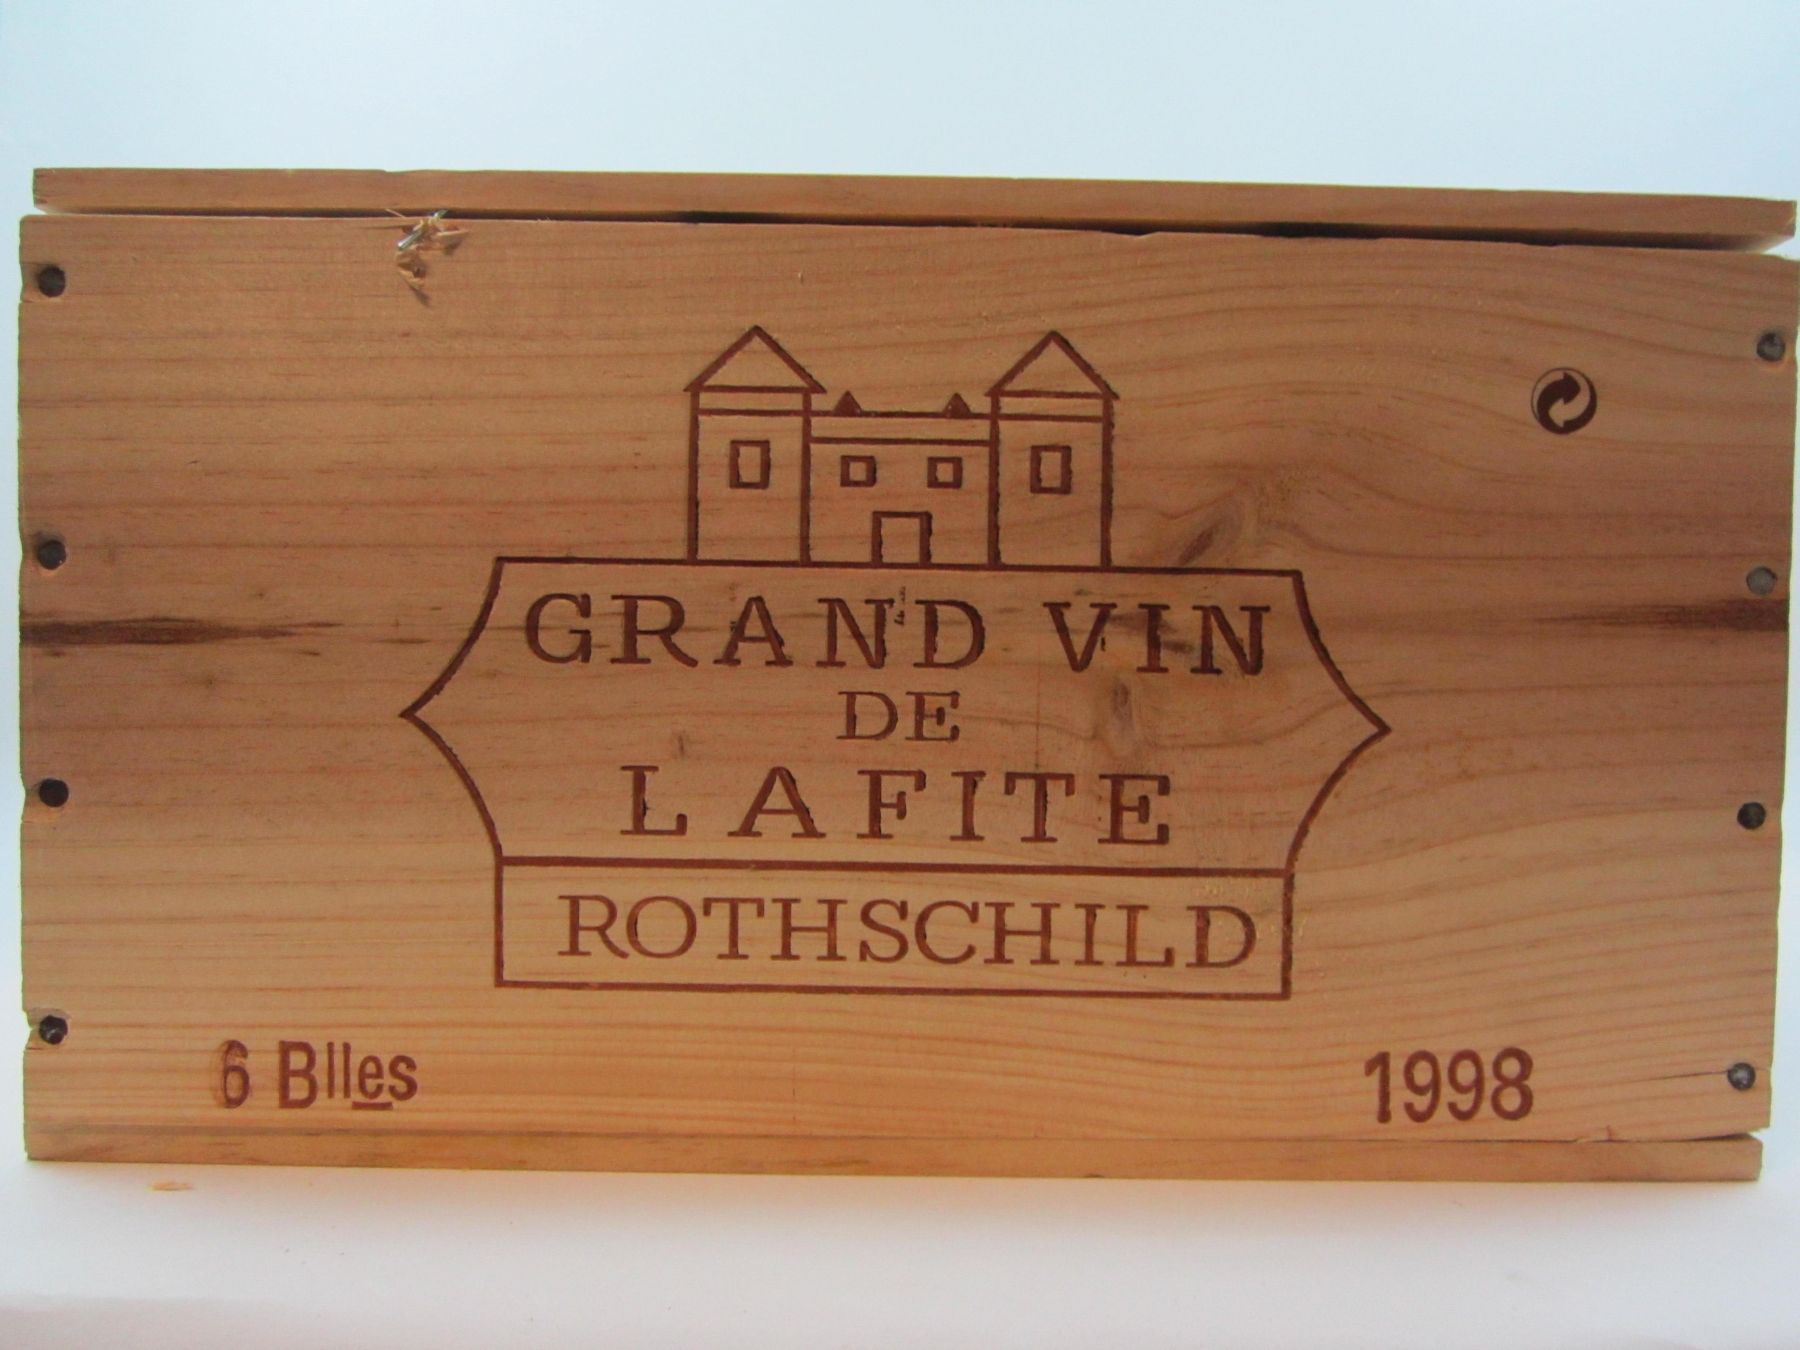 GRAND VIN
DE
LAFITE
ROTHSCHILD
6 Blles
1998